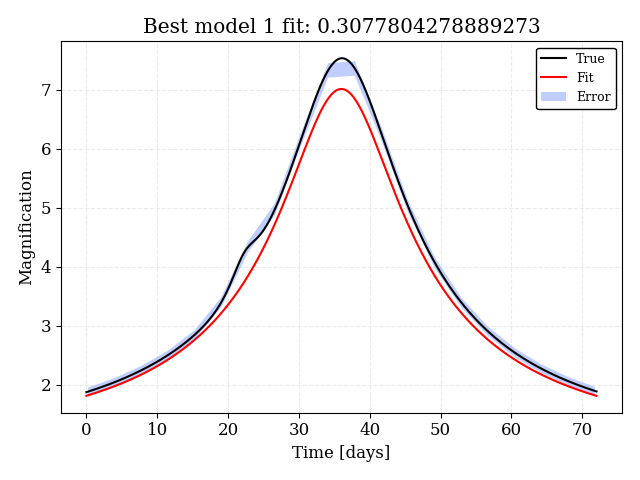 Best model 1 fit: 0.3077804278889273
True
Fit
Error
7
6
5
4
3
2
Magnification
0 10 20 30 40 50 60 70
Time [days]